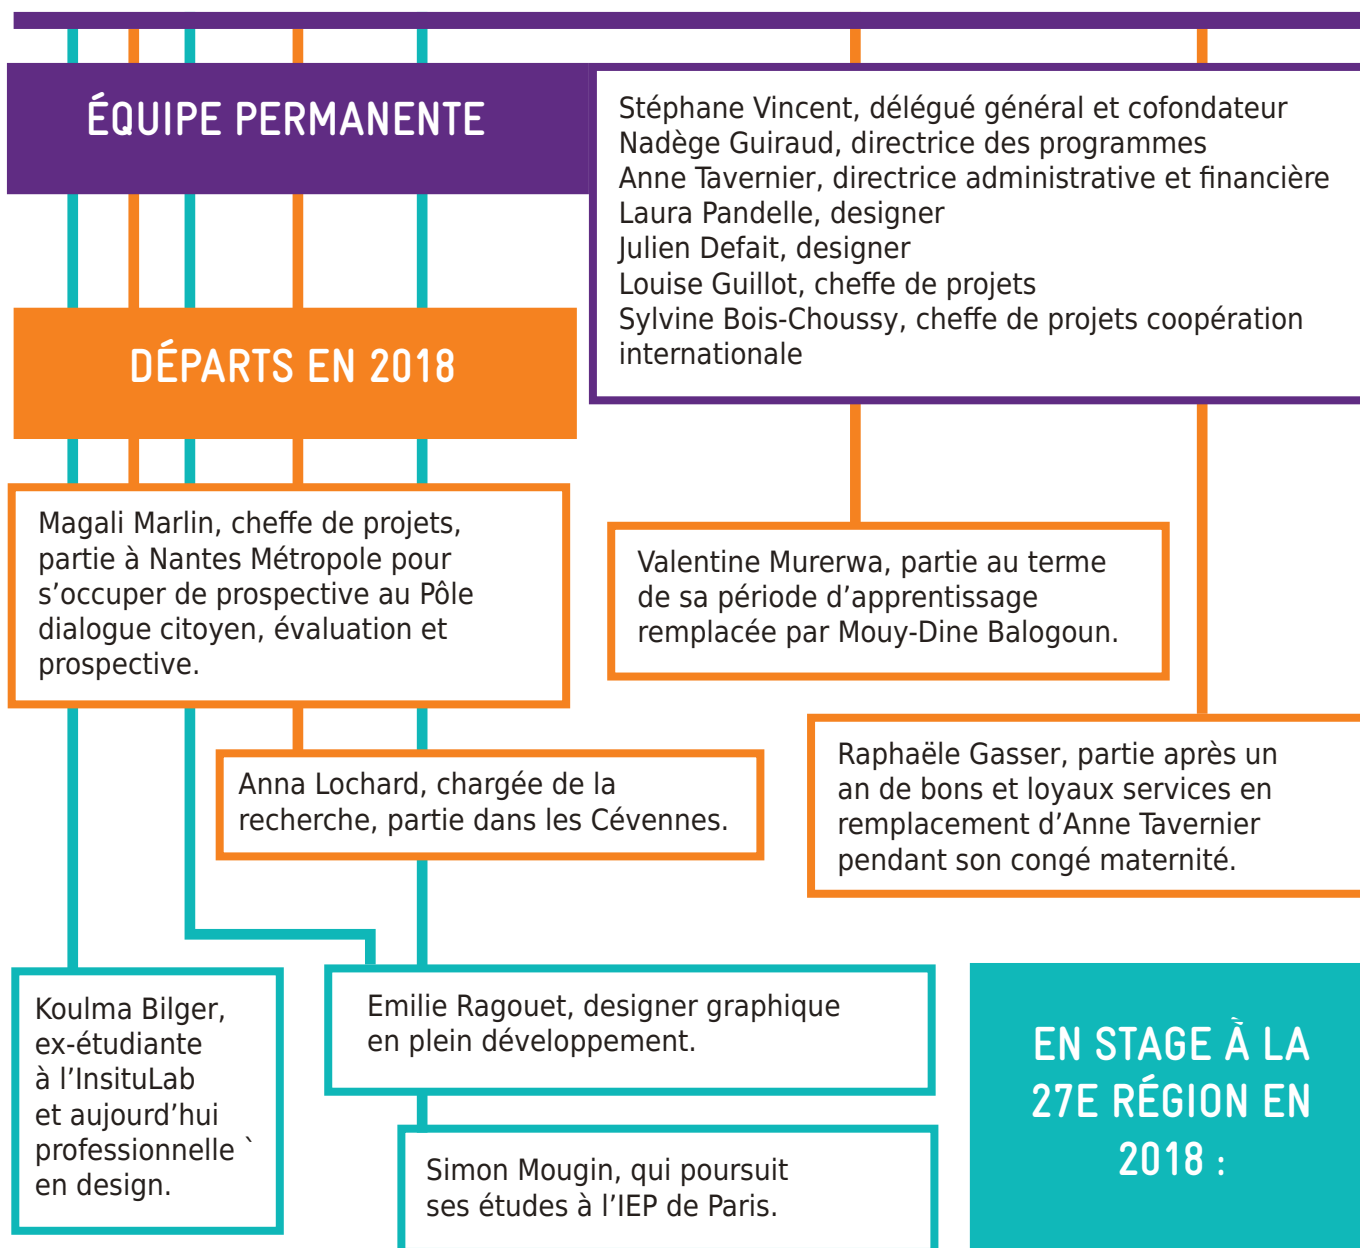 ÉQUIPE PERMANENTE
Stéphane Vincent, délégué général et cofondateur
Nadège Guiraud, directrice des programmes
Anne Tavernier, directrice administrative et financière
Laura Pandelle, designer
Julien Defait, designer
Louise Guillot, cheffe de projets
Sylvine Bois-Choussy, cheffe de projets coopération
internationale
DÉPARTS EN 2018
Magali Marlin, cheffe de projets,
partie à Nantes Métropole pour
s’occuper de prospective au Pôle
dialogue citoyen, évaluation et
prospective.
Valentine Murerwa, partie au terme
de sa période d’apprentissage
remplacée par Mouy-Dine Balogoun.
Anna Lochard, chargée de la
recherche, partie dans les Cévennes.
Raphaële Gasser, partie après un
an de bons et loyaux services en
remplacement d’Anne Tavernier
pendant son congé maternité.
Koulma Bilger,
ex-étudiante
à l’InsituLab
et aujourd’hui
professionnelle `
en design.
Emilie Ragouet, designer graphique
en plein développement.
Simon Mougin, qui poursuit
ses études à l’IEP de Paris.
EN STAGE À LA
27E RÉGION EN
2018 :